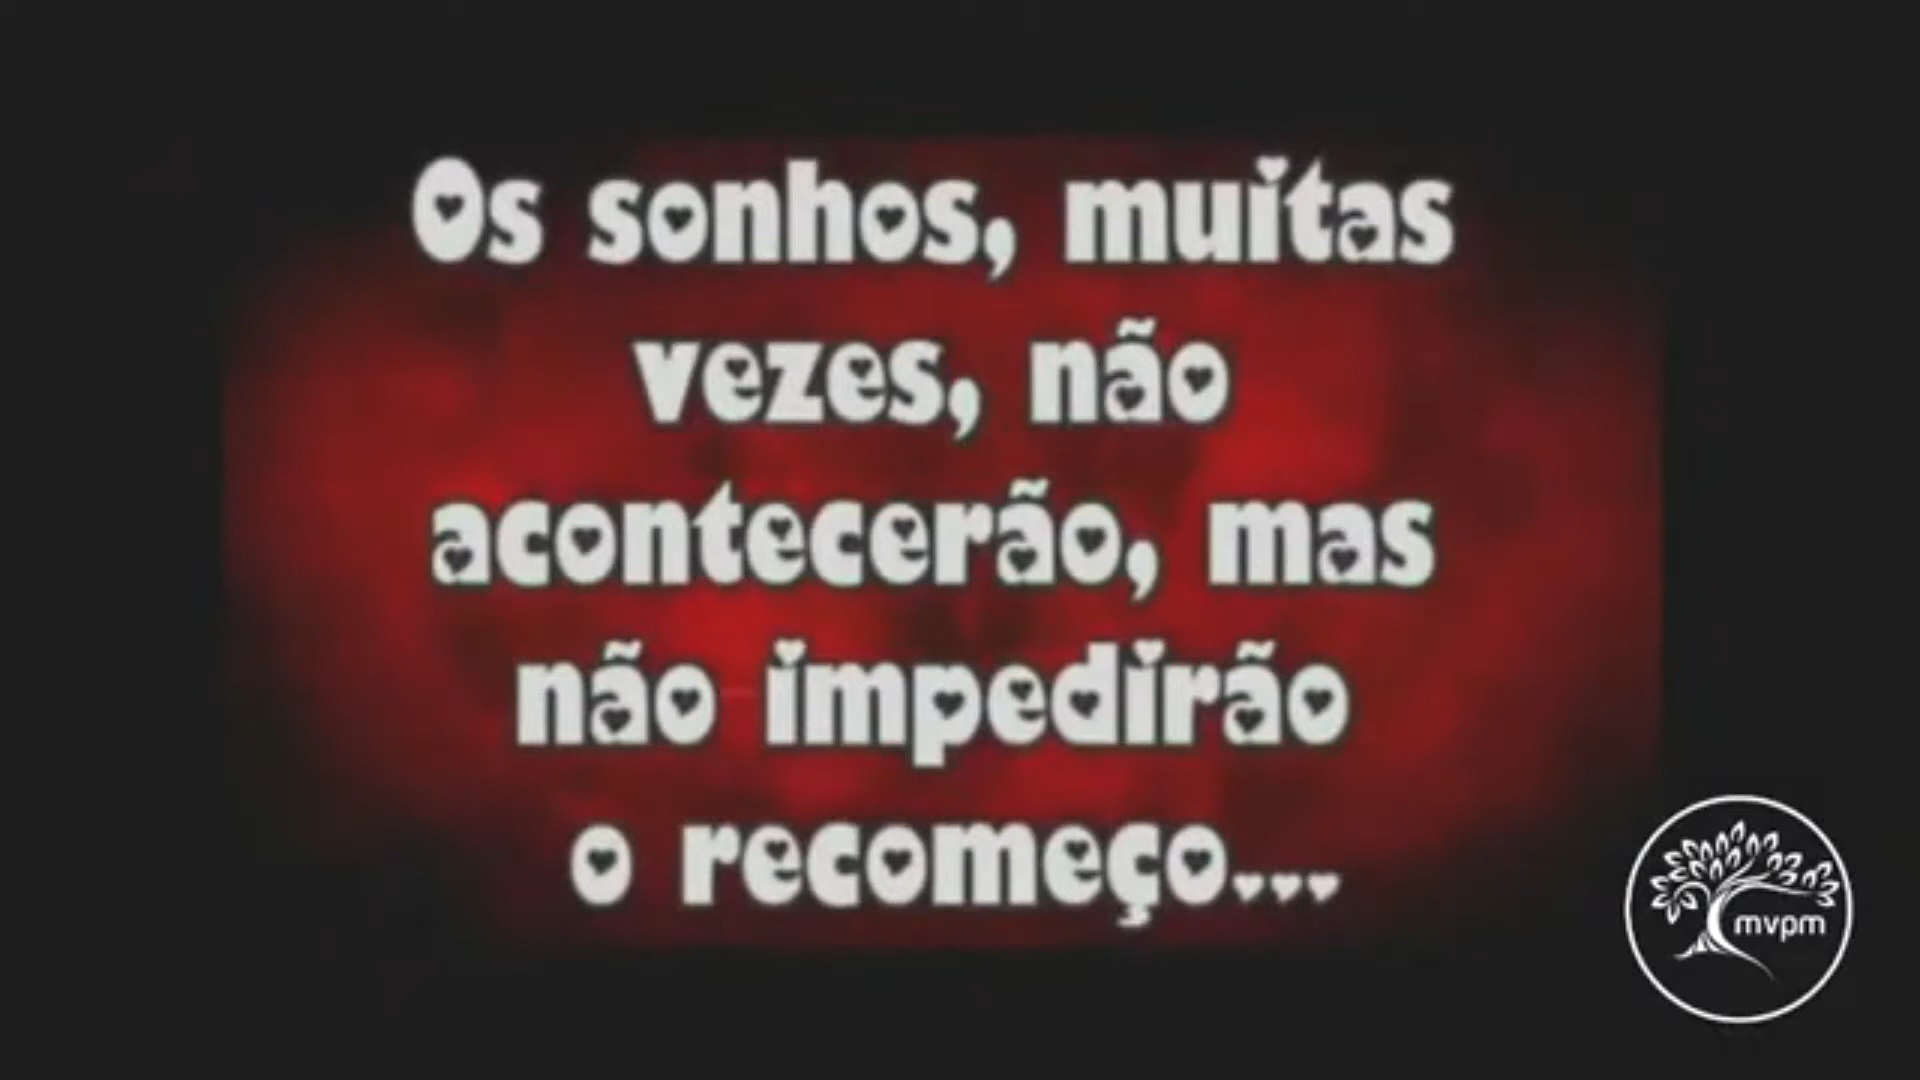 Os sonhos, muitas
vezes, não
acontecerão, mas
não impedirão
o recomeço...
mvpm